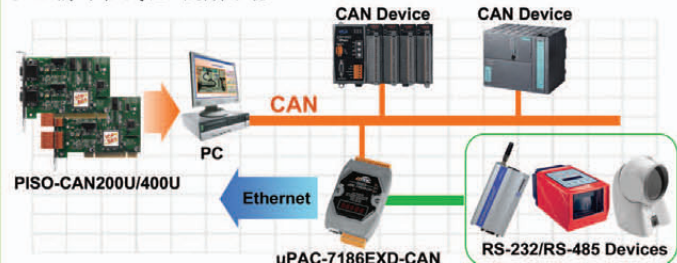 CAN Device
CAN Device
CAN
PC
PISO-CAN200U/400U
Ethernet
uPAC-7186EXD-CAN
RS-232/RS-485 Devices